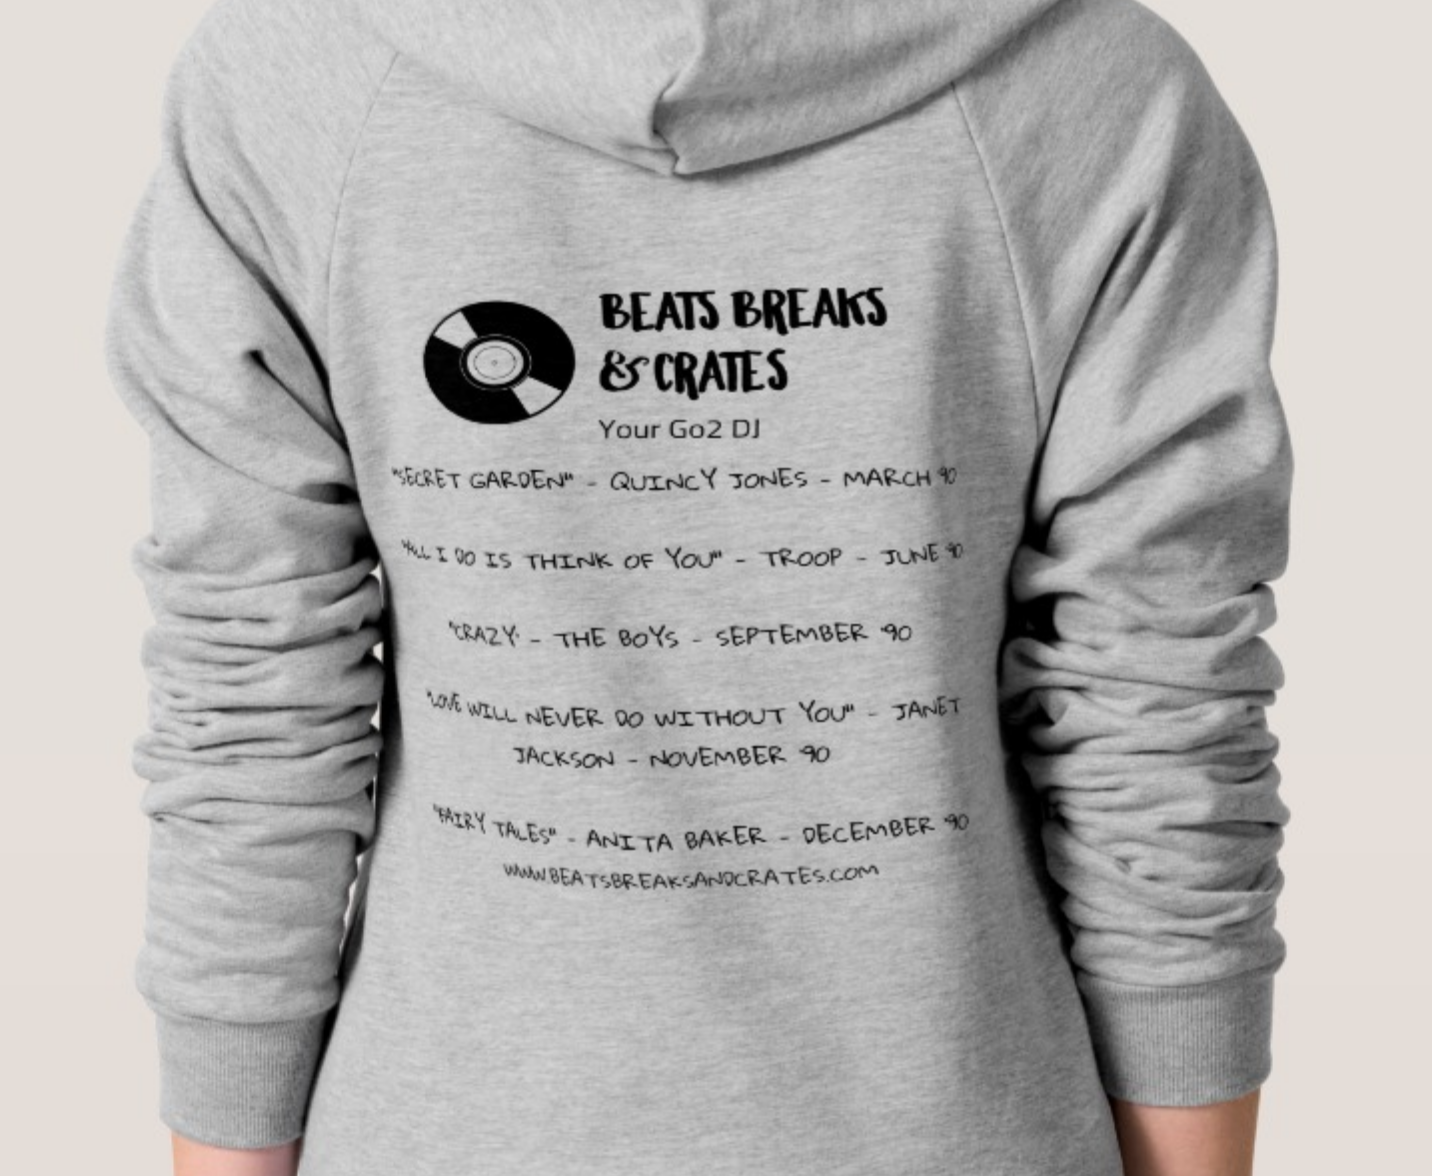 BEATS BREAKS
& CRATES
Your Go2 DJ
"SECRET GARDEN" - QUINCY JONES - MARCH '90
"ALL I DO IS THINK OF YOU" - TROOP - JUNE '90
"CRAZY' - THE BOYS - SEPTEMBER '90
"LOVE WILL NEVER DO WITHOUT YOU" - JANET
JACKSON - NOVEMBER '90
"FAIRY TALES" - ANITA BAKER - DECEMBER '90
WWW.BEATSBREAKSANDCRATES.COM